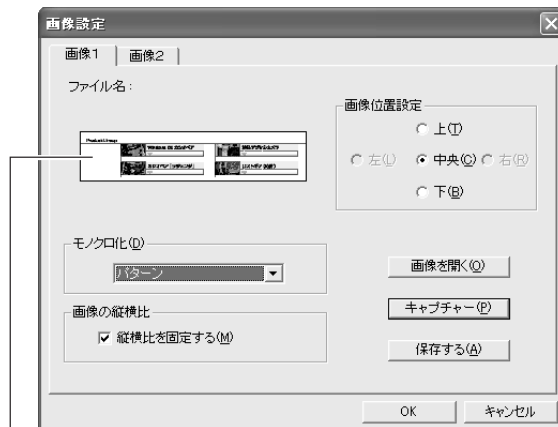 画像設定
画像1 画像2
ファイル名:
画像位置設定
上(T)
左(L) 中央(C) 右(R)
下(B)
モノクロ化(D)
パターン
画像を開く(O)
画像の縦横比
キャプチャー(P)
縦横比を固定する(M)
保存する(A)
OK キャンセル